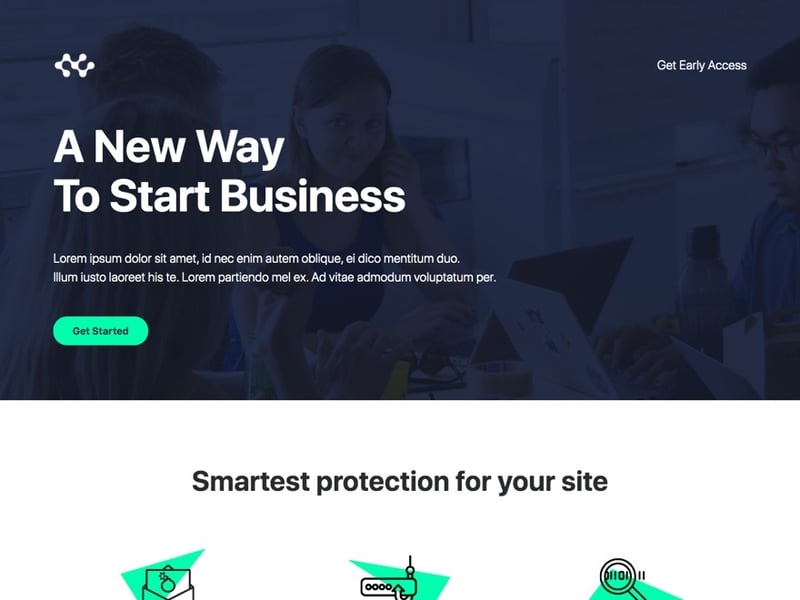 Get Early Access
A New Way
To Start Business
Lorem ipsum dolor sit amet, id nec enim autem oblique, ei dico mentitum duo.
Illum iusto laoreet his te. Lorem partiendo mel ex. Ad vitae admodum voluptatum per.
Get Started
Smartest protection for your site